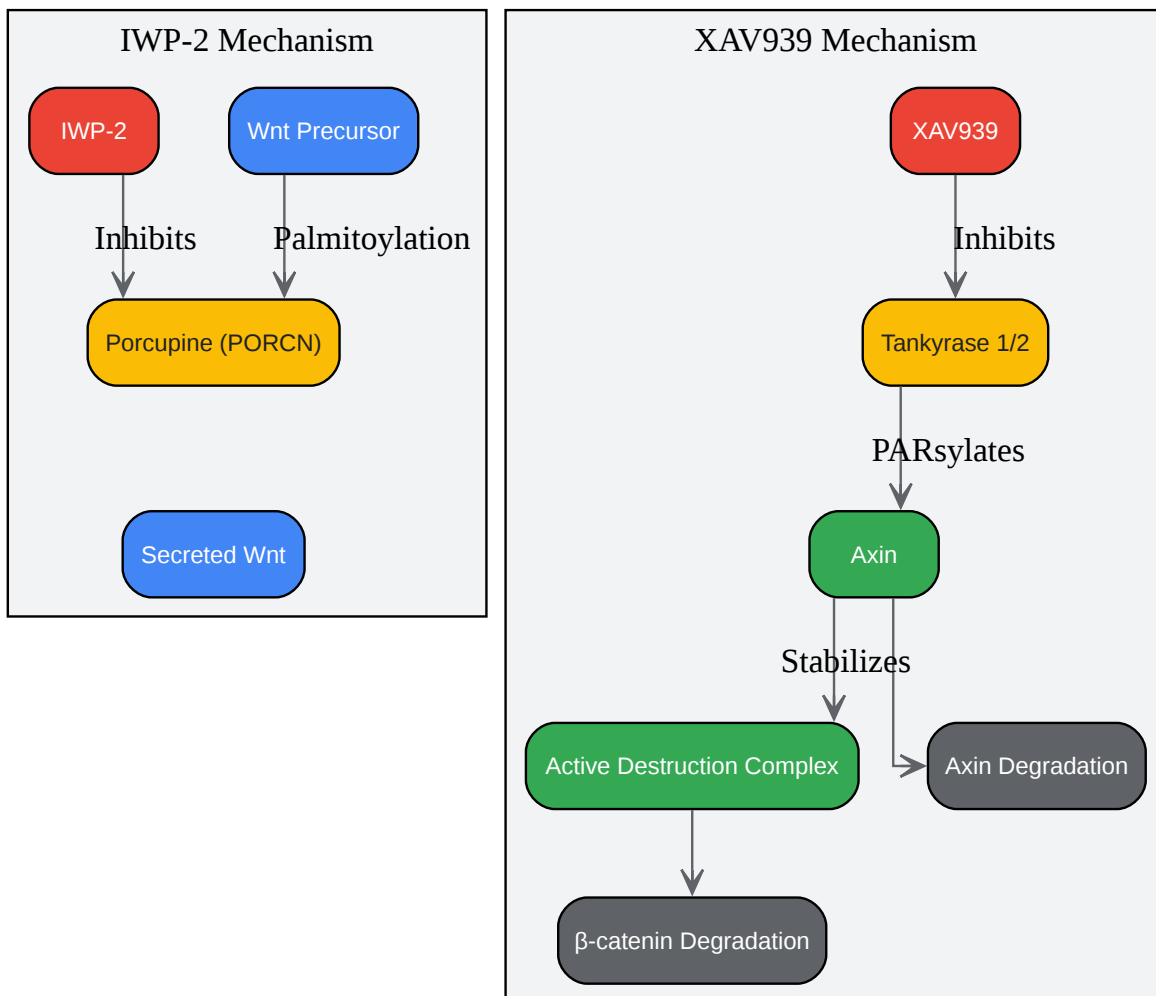 IWP-2 Mechanism
IWP-2
Wnt Precursor
Inhibits
Palmitoylation
Porcupine (PORCN)
Secreted Wnt
XAV939 Mechanism
XAV939
Inhibits
Tankyrase 1/2
PARsylates
Axin
Stabilizes
Active Destruction Complex
Axin Degradation
β-catenin Degradation